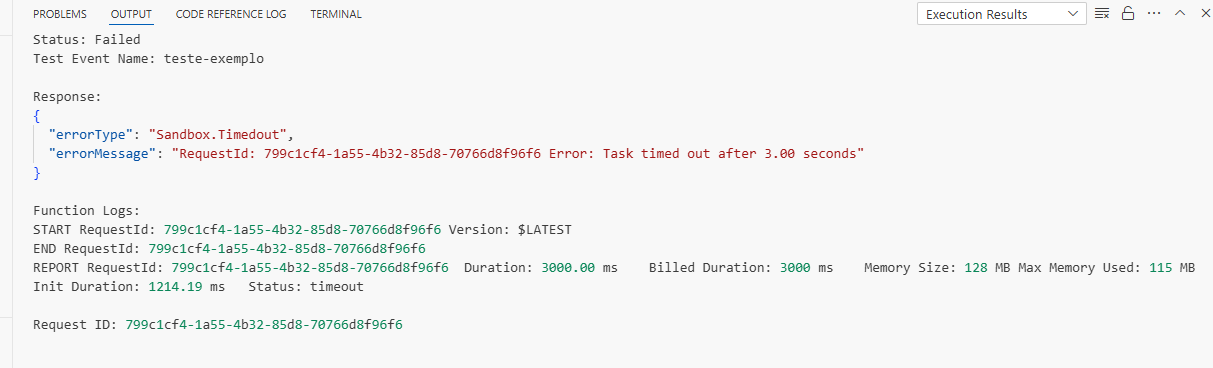 PROBLEMS OUTPUT CODE REFERENCE LOG TERMINAL Execution Results
Status: Failed
Test Event Name: teste-exemplo
Response:
{
"errorType": "Sandbox.Timedout",
"errorMessage": "RequestId: 799c1cf4-1a55-4b32-85d8-70766d8f96f6 Error: Task timed out after 3.00 seconds"
}
Function Logs:
START RequestId: 799c1cf4-1a55-4b32-85d8-70766d8f96f6 Version: $LATEST
END RequestId: 799c1cf4-1a55-4b32-85d8-70766d8f96f6
REPORT RequestId: 799c1cf4-1a55-4b32-85d8-70766d8f96f6 Duration: 3000.00 ms Billed Duration: 3000 ms Memory Size: 128 MB Max Memory Used: 115 MB
Init Duration: 1214.19 ms Status: timeout
Request ID: 799c1cf4-1a55-4b32-85d8-70766d8f96f6